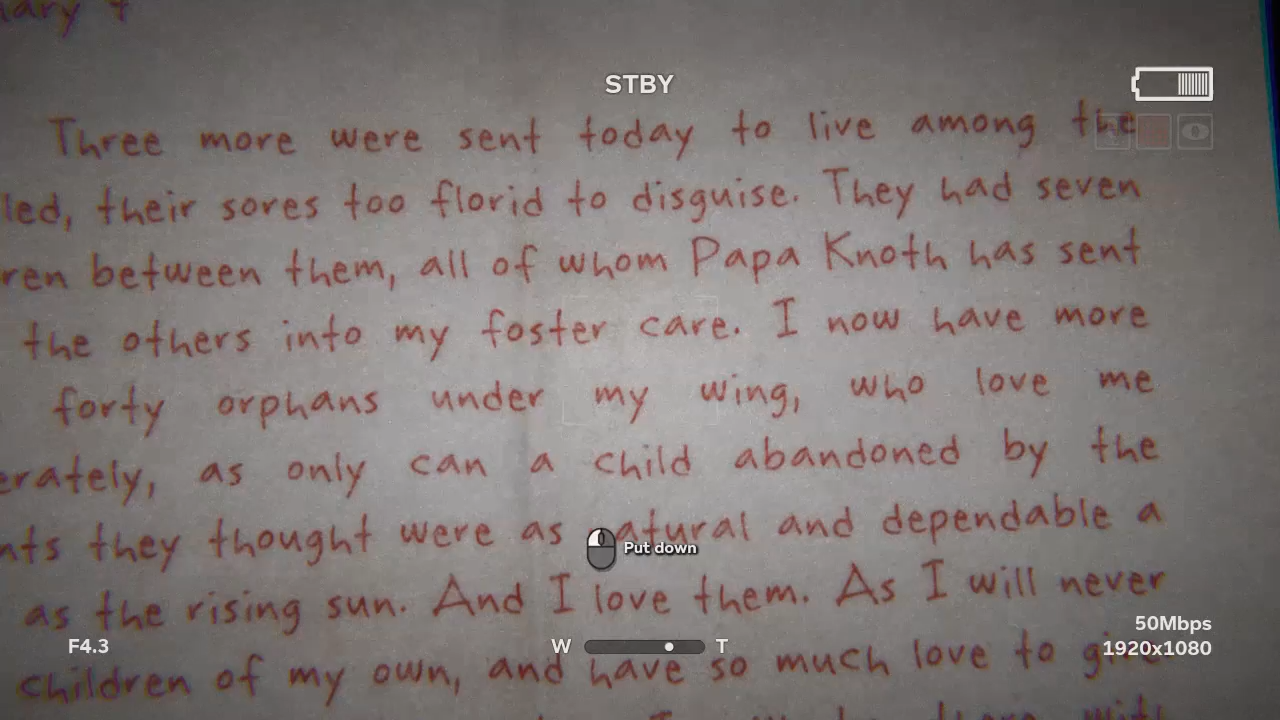 STBY
Three more were sent today to live among the
led, their sores too florid to disguise. They had seven
ren between them, all of whom Papa Knoth has sent
the others into my foster care. I now have more
forty orphans under my wing, who love me
erately, as only can a child abandoned by the
nts they thought were as natural and dependable a
Put down
as the rising sun. And I love them. As I will never
50Mbps
F4.3 W T 1920x1080
children of my own, and have so much love to give